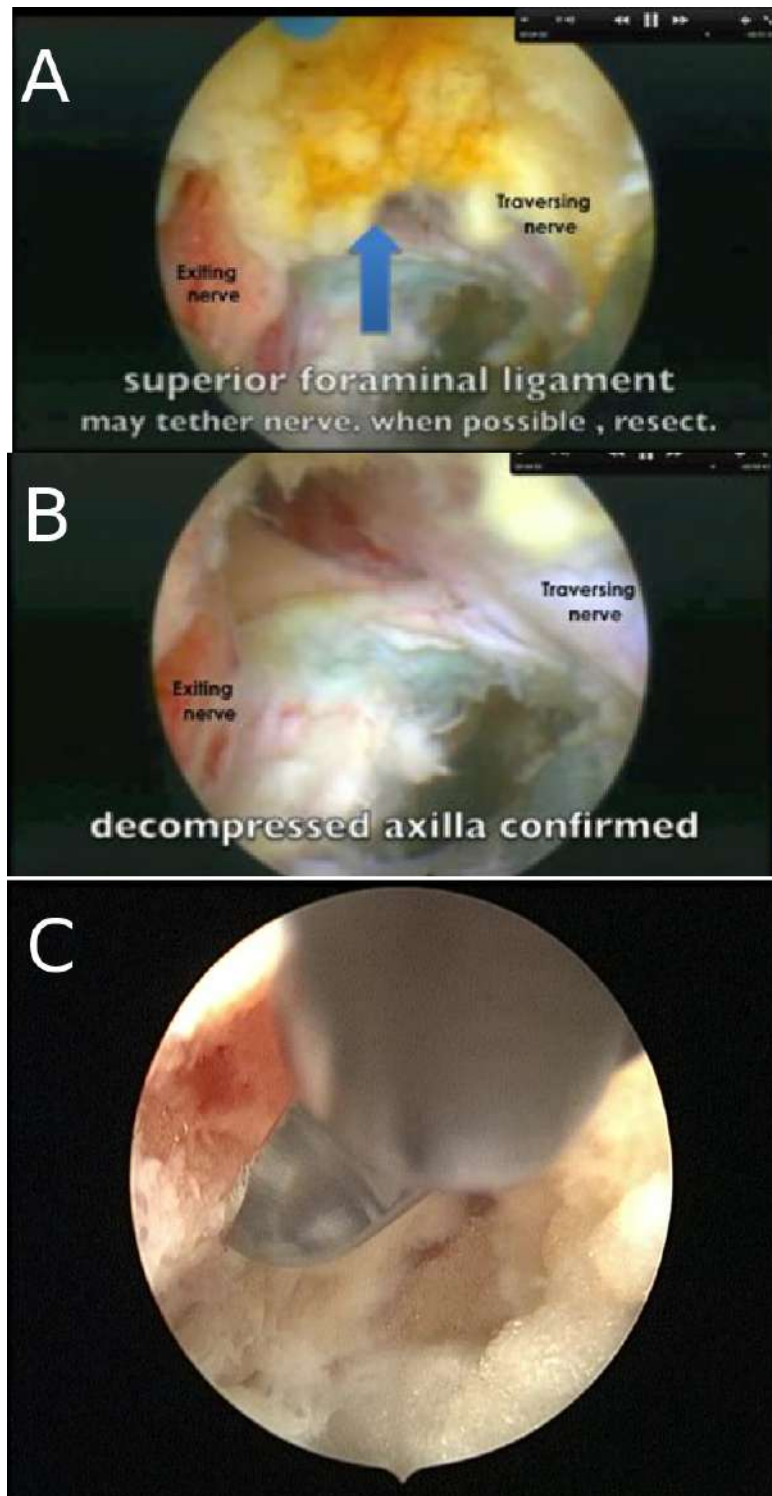 A
Traversing
nerve
Exiting
nerve
superior foraminal ligament
may tether nerve. when possible , resect.
B
Traversing
nerve
Exiting
nerve
decompressed axilla confirmed
C